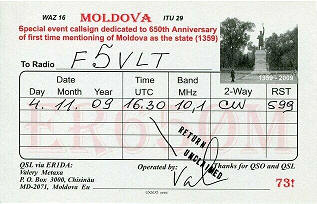 WAZ 16 MOLDOVA ITU 29
Special event callsign dedicated to 650th Anniversary
of first time mentioning of Moldova as the state (1359)
To Radio F5VLT
1359 - 2009
Date Time Band
Day Month Year UTC MHz 2-Way RST
4. 11. 09 16.30 10,1 CW 599
ER650M
RETURN
UNCLAIMED
QSL via ER1DA: Operated by: Thanks for QSO and QSL
Valery Metaxa Val
P. O. Box 3000, Chisinău
MD-2071, Moldova Eu 73!